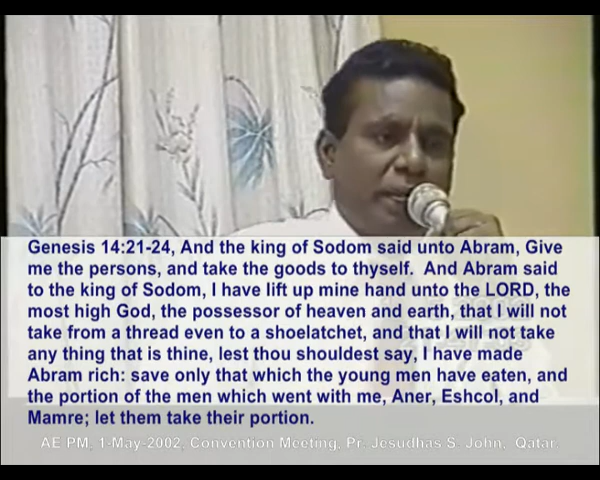 Genesis 14:21-24, And the king of Sodom said unto Abram, Give
me the persons, and take the goods to thyself.  And Abram said
to the king of Sodom, I have lift up mine hand unto the LORD, the
most high God, the possessor of heaven and earth, that I will not
take from a thread even to a shoelatchet, and that I will not take
any thing that is thine, lest thou shouldest say, I have made
Abram rich: save only that which the young men have eaten, and
the portion of the men which went with me, Aner, Eshcol, and
Mamre; let them take their portion.
AE PM, 1-May-2002, Convention Meeting, Pr. Jesudhas S. John, Qatar.